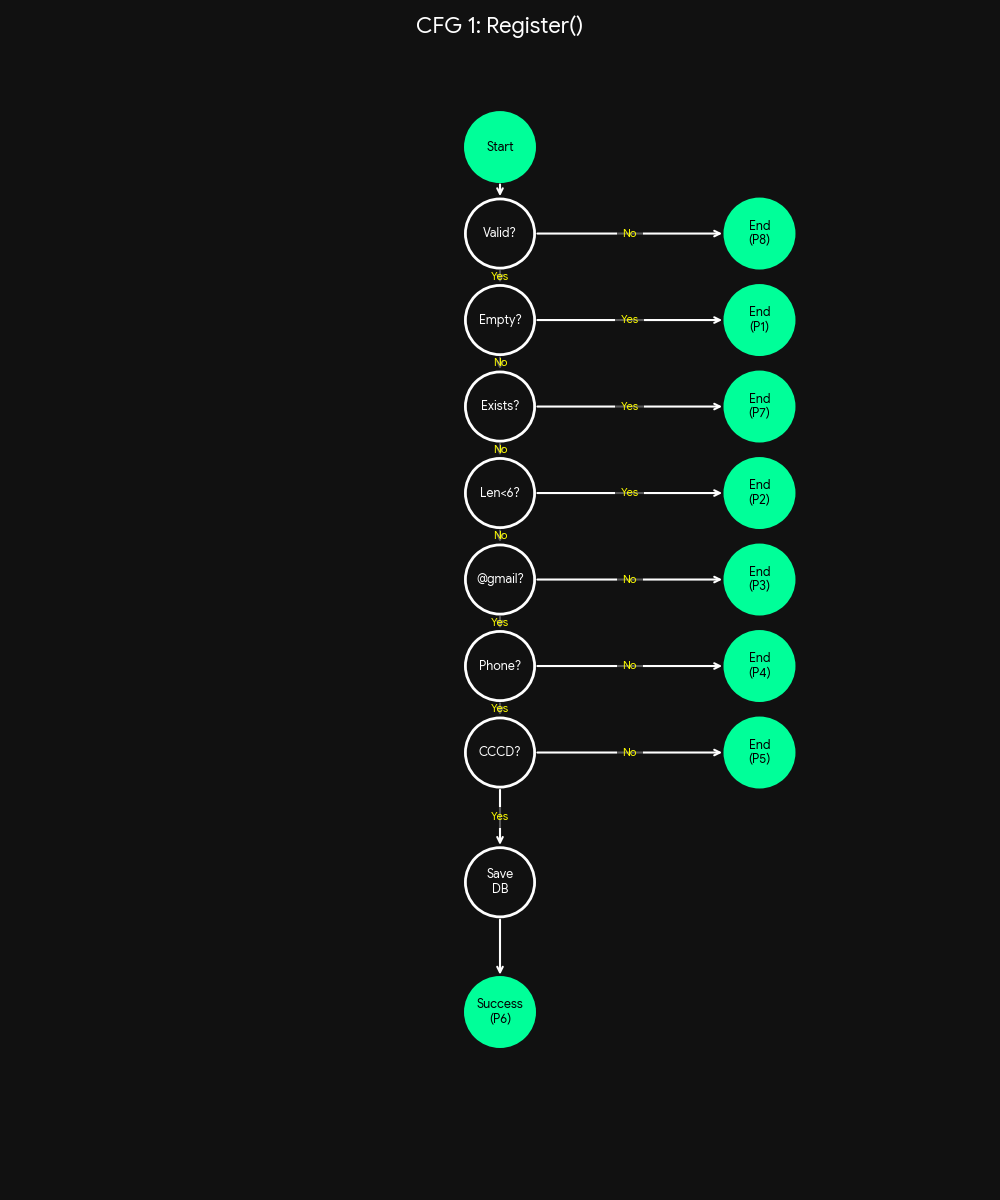 CFG 1: Register()
Start
Valid?
No
End
(P8)
Yes
Empty?
Yes
End
(P1)
No
Exists?
Yes
End
(P7)
No
Len<6?
Yes
End
(P2)
No
@gmail?
No
End
(P3)
Yes
Phone?
No
End
(P4)
Yes
CCCD?
No
End
(P5)
Yes
Save
DB
Success
(P6)